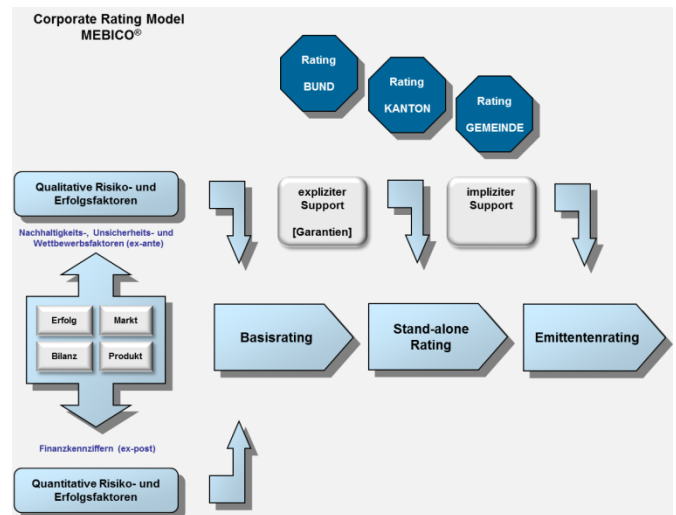 Corporate Rating Model
MEBICO®
Rating
BUND
Rating
KANTON
Rating
GEMEINDE
Qualitative Risiko- und
Erfolgsfaktoren
expliziter
Support
[Garantien]
impliziter
Support
Nachhaltigkeits-, Unsicherheits- und
Wettbewerbsfaktoren (ex-ante)
Erfolg
Markt
Bilanz
Produkt
Basisrating
Stand-alone
Rating
Emittentenrating
Finanzkennziffern (ex-post)
Quantitative Risiko- und
Erfolgsfaktoren